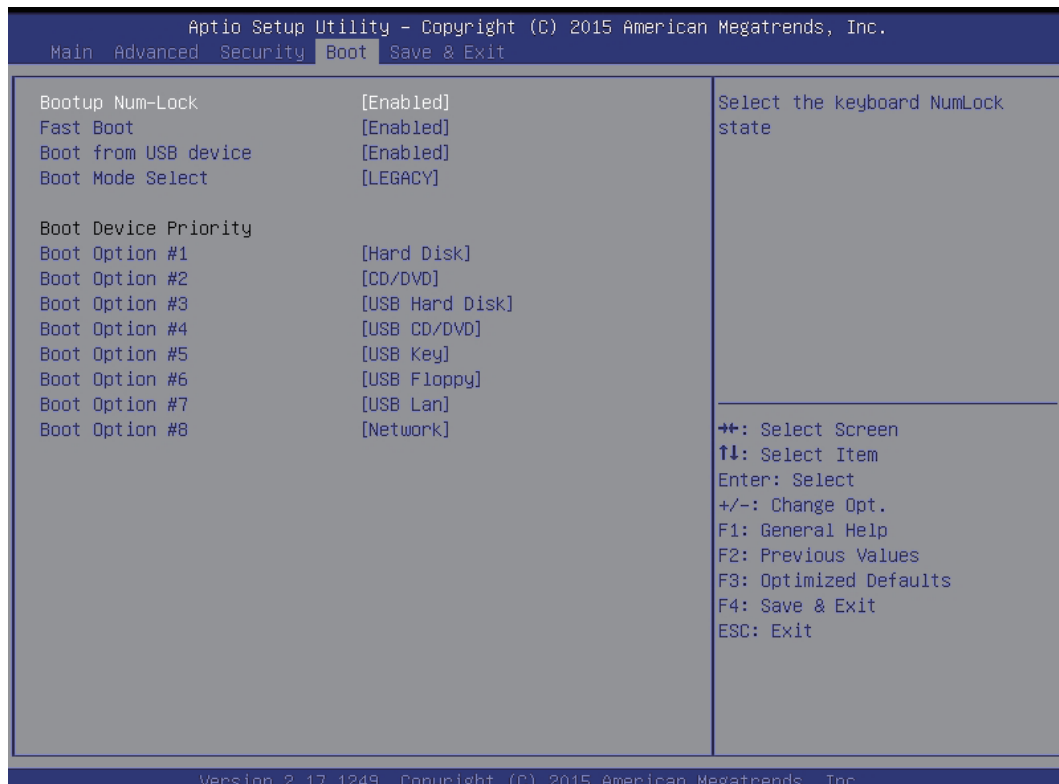 Aptio Setup Utility – Copyright (C) 2015 American Megatrends, Inc.
Main Advanced Security Boot Save & Exit
Bootup Num-Lock [Enabled]
Fast Boot [Enabled]
Boot from USB device [Enabled]
Boot Mode Select [LEGACY]
Boot Device Priority
Boot Option #1 [Hard Disk]
Boot Option #2 [CD/DVD]
Boot Option #3 [USB Hard Disk]
Boot Option #4 [USB CD/DVD]
Boot Option #5 [USB Key]
Boot Option #6 [USB Floppy]
Boot Option #7 [USB Lan]
Boot Option #8 [Network]
Select the keyboard NumLock
state
→←: Select Screen
↑↓: Select Item
Enter: Select
+/-: Change Opt.
F1: General Help
F2: Previous Values
F3: Optimized Defaults
F4: Save & Exit
ESC: Exit
Version 2.17.1249. Copyright (C) 2015 American Megatrends, Inc.